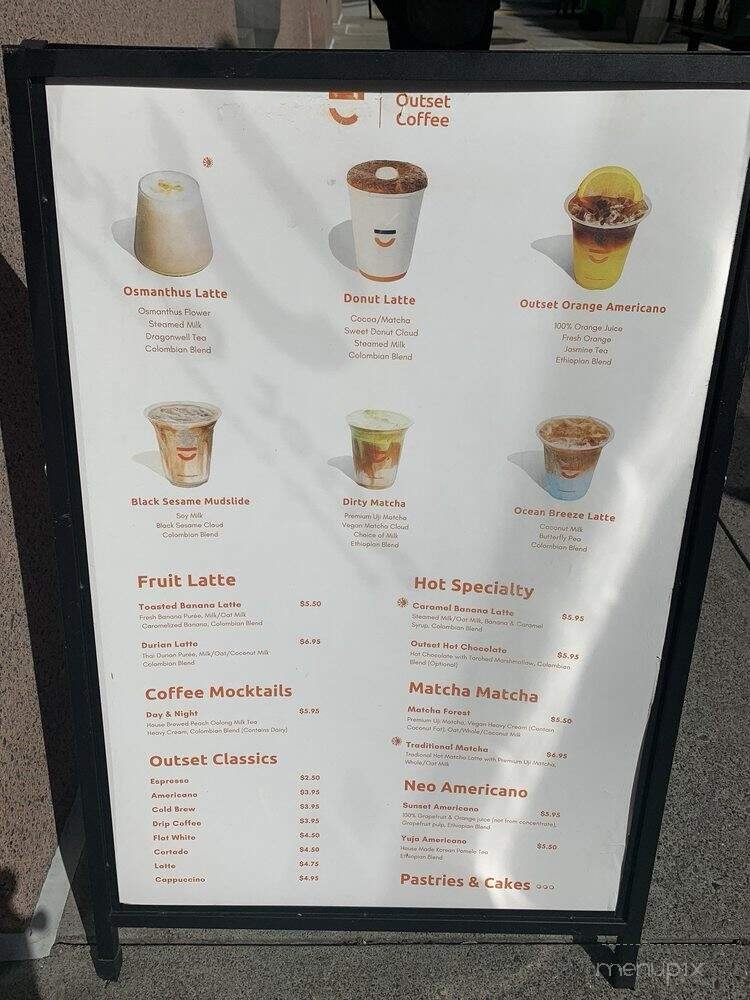 Outset
Coffee
Osmanthus Latte
Osmanthus Flower
Steamed Milk
Dragonwell Tea
Colombian Blend
Donut Latte
Cocoa/Matcha
Sweet Donut Cloud
Steamed Milk
Colombian Blend
Outset Orange Americano
100% Orange Juice
Fresh Orange
Jasmine Tea
Ethiopian Blend
Black Sesame Mudslide
Soy Milk
Black Sesame Cloud
Colombian Blend
Dirty Matcha
Premium Uji Matcha
Vegan Matcha Cloud
Choice of Milk
Ethiopian Blend
Ocean Breeze Latte
Coconut Milk
Butterfly Pea
Colombian Blend
Fruit Latte
Toasted Banana Latte $5.50
Fresh Banana Purée, Milk/Oat Milk
Caramelized Banana, Colombian Blend
Durian Latte $6.95
Thai Durian Puree, Milk/Oat/Coconut Milk
Colombian Blend
Coffee Mocktails
Day & Night $5.95
House Brewed Peach Oolong Milk Tea
Heavy Cream, Colombian Blend (Contains Dairy)
Outset Classics
Espresso $2.50
Americano $3.95
Cold Brew $3.95
Drip Coffee $3.95
Flat White $4.50
Cortado $4.50
Latte $4.75
Cappuccino $4.95
Hot Specialty
Caramel Banana Latte $5.95
Steamed Milk/Oat Milk, Banana & Caramel
Syrup, Colombian Blend
Outset Hot Chocolate $5.95
Hot Chocolate with Torched Marshmallow, Colombian
Blend (Optional)
Matcha Matcha
Matcha Forest $5.50
Premium Uji Matcha, Vegan Heavy Cream (Contain
Coconut Fat), Oat/Whole/Coconut Milk
Traditional Matcha $6.95
Tradional Hot Matcha Latte with Premium Uji Matcha,
Whole/Oat Milk
Neo Americano
Sunset Americano $5.95
100% Grapefruit & Orange juice (not from concentrate),
Grapefruit pulp, Ethiopian Blend
Yuja Americano $5.50
House Made Korean Pomelo Tea
Ethiopian Blend
Pastries & Cakes
menupix